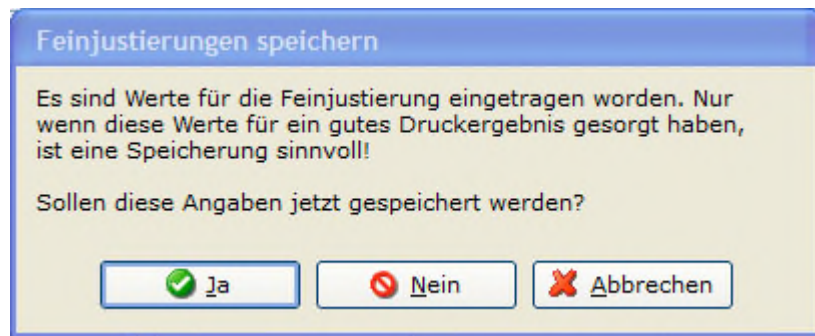 Feinjustierungen speichern
Es sind Werte für die Feinjustierung eingetragen worden. Nur
wenn diese Werte für ein gutes Druckergebnis gesorgt haben,
ist eine Speicherung sinnvoll!
Sollen diese Angaben jetzt gespeichert werden?
Ja Nein Abbrechen